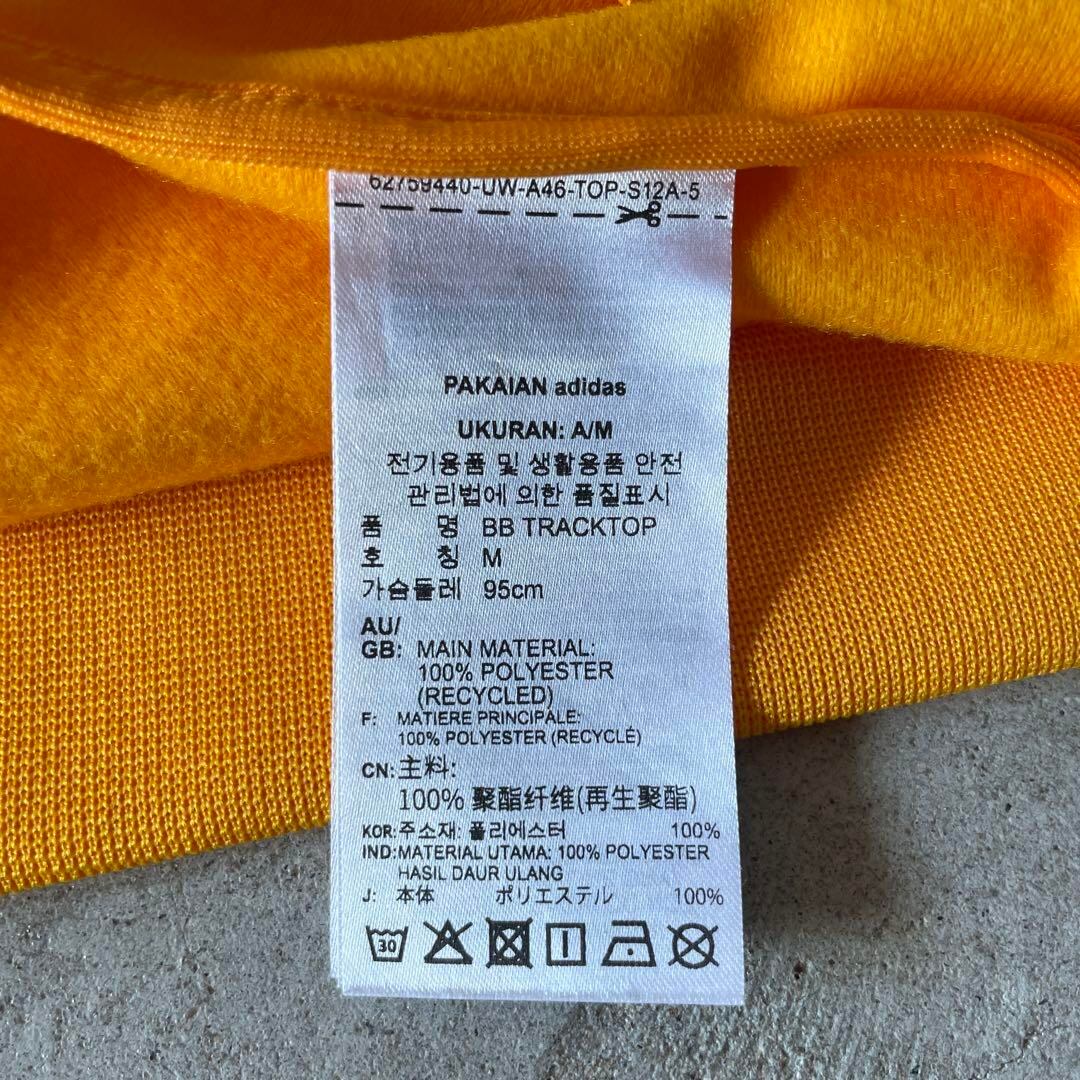 62759440-UW-A46-TOP-S12A-5
PAKAIAN adidas
UKURAN: A/M
전기용품 및 생활용품 안전
관리법에 의한 품질표시
품 명 BB TRACKTOP
호 칭 M
가슴둘레 95cm
AU/
GB: MAIN MATERIAL:
100% POLYESTER
(RECYCLED)
F: MATIERE PRINCIPALE:
100% POLYESTER (RECYCLÉ)
CN: 主料:
100% 聚酯纤维(再生聚酯)
KOR: 주소재: 폴리에스터 100%
IND: MATERIAL UTAMA: 100% POLYESTER
HASIL DAUR ULANG
J: 本体 ポリエステル 100%
30